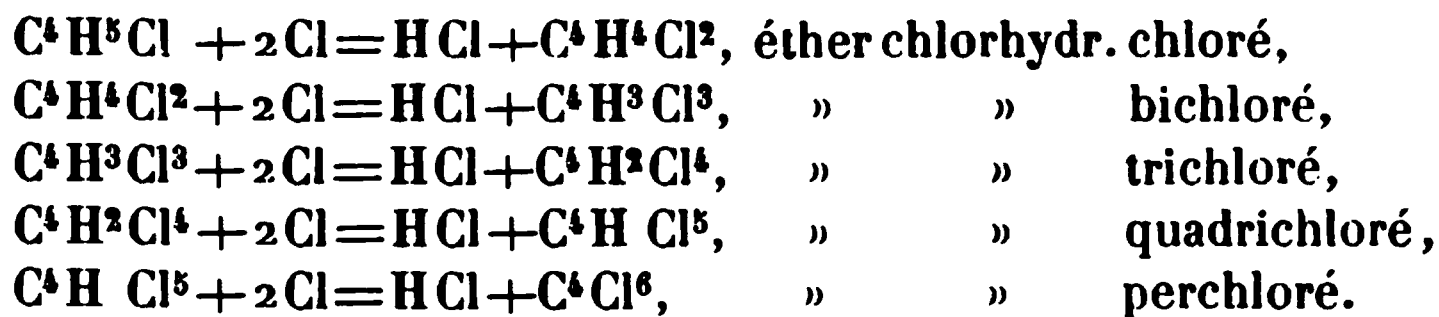 C⁴H⁵Cl +2Cl=HCl+C⁴H⁴Cl², éther chlorhydr. chloré,
C⁴H⁴Cl²+2Cl=HCl+C⁴H³Cl³, » » bichloré,
C⁴H³Cl³+2Cl=HCl+C⁴H²Cl⁴, » » trichloré,
C⁴H²Cl⁴+2Cl=HCl+C⁴H Cl⁵, » » quadrichloré,
C⁴H Cl⁵+2Cl=HCl+C⁴Cl⁶, » » perchloré.